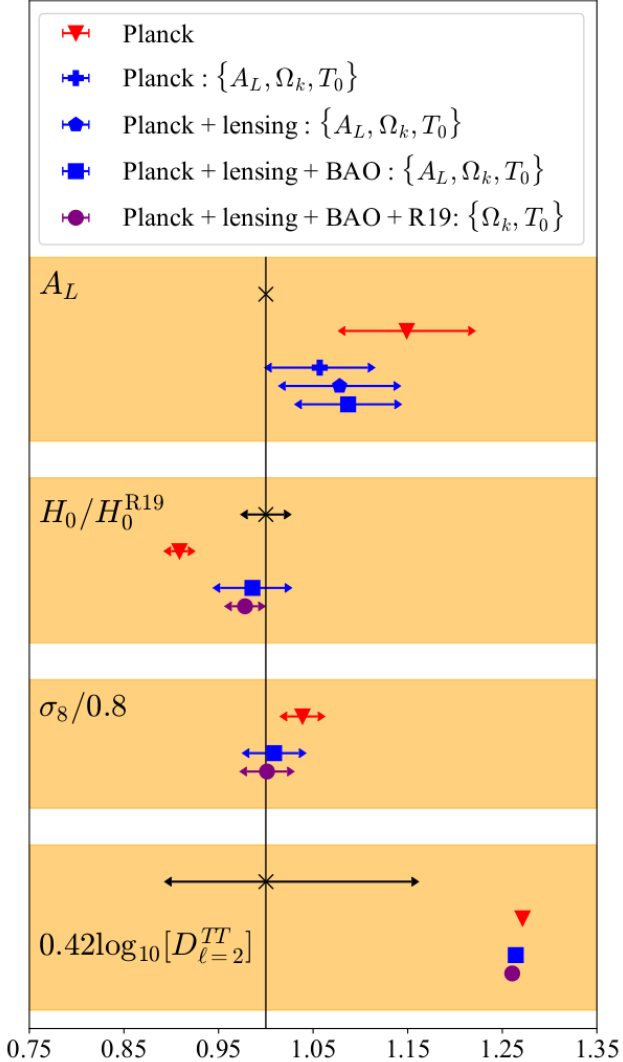 Planck
Planck : {A_L, Ω_k, T_0}
Planck + lensing : {A_L, Ω_k, T_0}
Planck + lensing + BAO : {A_L, Ω_k, T_0}
Planck + lensing + BAO + R19: {Ω_k, T_0}
A_L
H_0/H_0^{R19}
σ_8/0.8
0.42log_{10}[D_{ℓ=2}^{TT}]
0.75 0.85 0.95 1.05 1.15 1.25 1.35